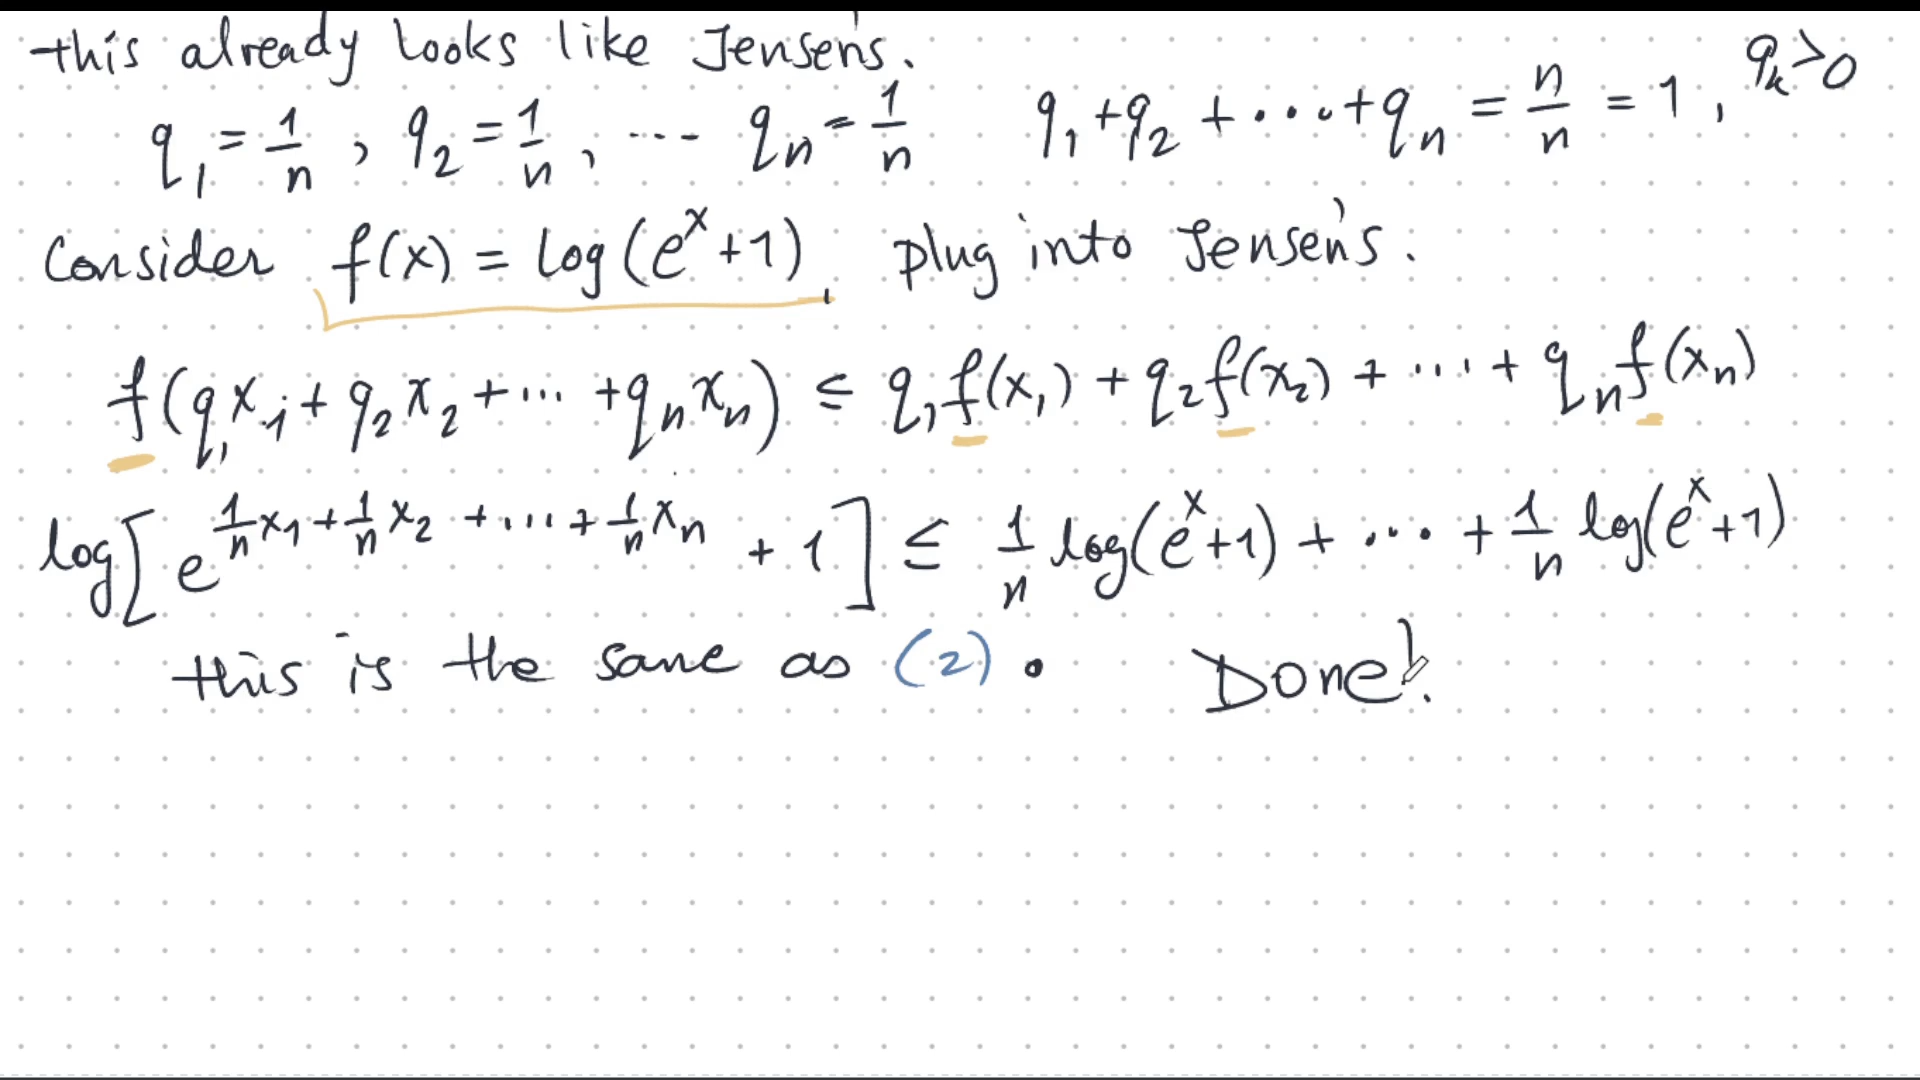 this already looks like Jensen's.
q₁ = 1/n , q₂ = 1/n , ... qₙ = 1/n   q₁ + q₂ + ... + qₙ = n/n = 1 , qₖ > 0
Consider f(x) = log(eˣ + 1), plug into Jensen's.
f(q₁x₁ + q₂x₂ + ... + qₙxₙ) ≤ q₁f(x₁) + q₂f(x₂) + ... + qₙf(xₙ)
log[e^(1/n x₁ + 1/n x₂ + ... + 1/n xₙ) + 1] ≤ 1/n log(eˣ + 1) + ... + 1/n log(eˣ + 1)
this is the same as (2). Done!